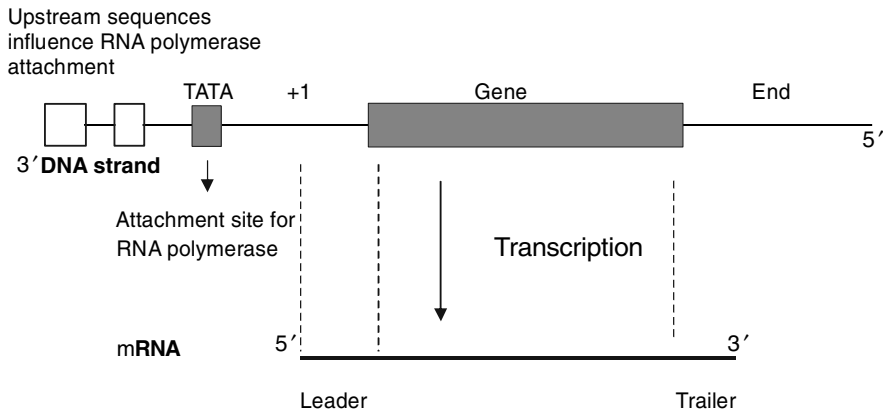 Upstream sequences
influence RNA polymerase
attachment
TATA
+1
Gene
End
3′ DNA strand
5′
Attachment site for
RNA polymerase
Transcription
mRNA
5′
3′
Leader
Trailer